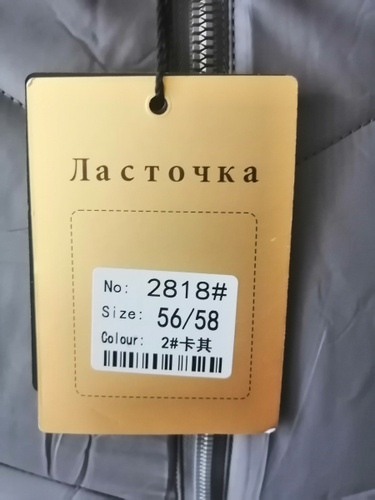 Ласточка
No: 2818#
Size: 56/58
Colour: 2#卡其